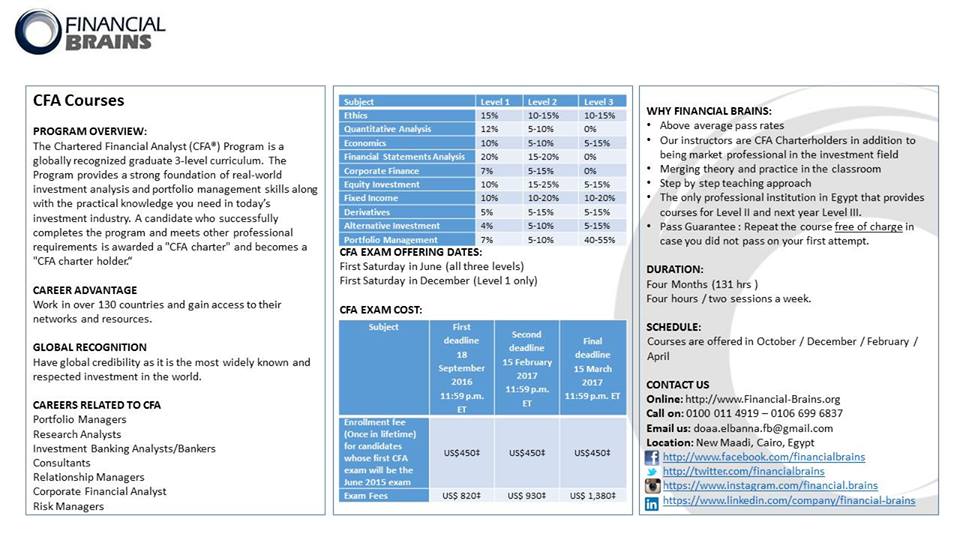 FINANCIAL
BRAINS
CFA Courses
PROGRAM OVERVIEW:
The Chartered Financial Analyst (CFA®) Program is a
globally recognized graduate 3-level curriculum. The
Program provides a strong foundation of real-world
investment analysis and portfolio management skills along
with the practical knowledge you need in today's
investment industry. A candidate who successfully
completes the program and meets other professional
requirements is awarded a "CFA charter" and becomes a
"CFA charter holder."
CAREER ADVANTAGE
Work in over 130 countries and gain access to their
networks and resources.
GLOBAL RECOGNITION
Have global credibility as it is the most widely known and
respected investment in the world.
CAREERS RELATED TO CFA
Portfolio Managers
Research Analysts
Investment Banking Analysts/Bankers
Consultants
Relationship Managers
Corporate Financial Analyst
Risk Managers
Subject Level 1 Level 2 Level 3
Ethics 15% 10-15% 10-15%
Quantitative Analysis 12% 5-10% 0%
Economics 10% 5-10% 5-15%
Financial Statements Analysis 20% 15-20% 0%
Corporate Finance 7% 5-15% 0%
Equity Investment 10% 15-25% 5-15%
Fixed Income 10% 10-20% 10-20%
Derivatives 5% 5-15% 5-15%
Alternative Investment 4% 5-10% 5-15%
Portfolio Management 7% 5-10% 40-55%
CFA EXAM OFFERING DATES:
First Saturday in June (all three levels)
First Saturday in December (Level 1 only)
CFA EXAM COST:
Subject
First
deadline
18
September
2016
11:59 p.m.
ET
Second
deadline
15 February
2017
11:59 p.m.
ET
Final
deadline
15 March
2017
11:59 p.m.
ET
Enrollment fee
(Once in lifetime)
for candidates
whose first CFA
exam will be the
June 2015 exam
US$450‡ US$450‡ US$450‡
Exam Fees US$ 820‡ US$ 930‡ US$ 1,380‡
WHY FINANCIAL BRAINS:
• Above average pass rates
• Our instructors are CFA Charterholders in addition to
being market professional in the investment field
• Merging theory and practice in the classroom
• Step by step teaching approach
• The only professional institution in Egypt that provides
courses for Level II and next year Level III.
• Pass Guarantee : Repeat the course free of charge in
case you did not pass on your first attempt.
DURATION:
Four Months (131 hrs )
Four hours / two sessions a week.
SCHEDULE:
Courses are offered in October / December / February /
April
CONTACT US
Online: http://www.Financial-Brains.org
Call on: 0100 011 4919 – 0106 699 6837
Email us: doaa.elbanna.fb@gmail.com
Location: New Maadi, Cairo, Egypt
http://www.facebook.com/financialbrains
http://twitter.com/financialbrains
https://www.instagram.com/financial.brains
https://www.linkedin.com/company/financial-brains